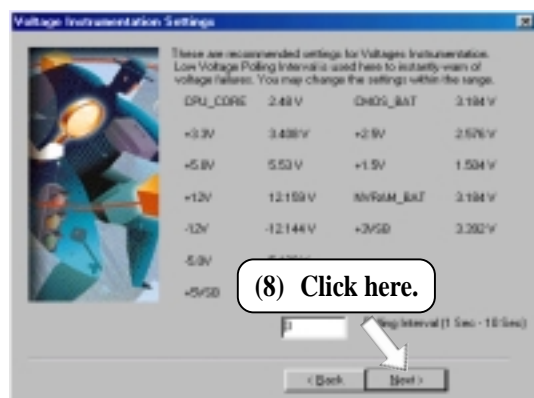 Voltage Instrumentation Settings
These are recommended settings for Voltages Instrumentation.
Low Voltage Polling Interval is used here to instantly warn of
voltage failures. You may change the settings within the range.
CPU_CORE 2.48 V CMOS_BAT 3.184 V
+3.3V 3.408 V +2.5V 2.576 V
+5.0V 5.53 V +1.5V 1.584 V
+12V 12.159 V NVRAM_BAT 3.184 V
-12V -12.144 V +3VSB 3.392 V
-5.0V
+5VSB
(8) Click here.
Interval (1 Sec - 10 Sec)
< Back Next >